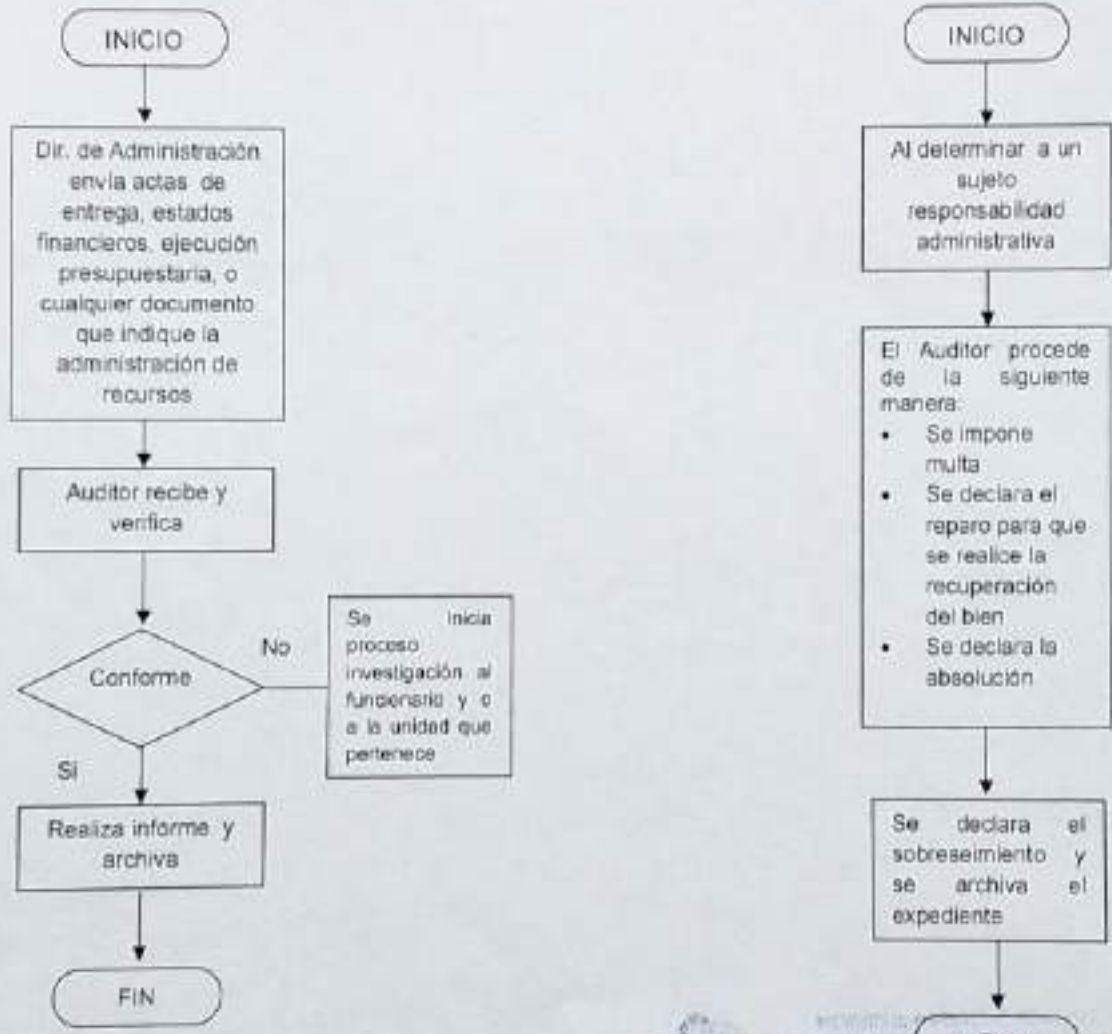 INICIO
Dir. de Administración
envía actas de
entrega, estados
financieros, ejecución
presupuestaria, o
cualquier documento
que indique la
administración de
recursos
Auditor recibe y
verifica
Conforme
No
Se inicia
proceso
investigación al
funcionario y o
a la unidad que
pertenece
Si
Realiza informe y
archiva
FIN
INICIO
Al determinar a un
sujeto
responsabilidad
administrativa
El Auditor procede
de la siguiente
manera:
• Se impone
multa
• Se declara el
reparo para que
se realice la
recuperación
del bien
• Se declara la
absolución
Se declara el
sobreseimiento y
se archiva el
expediente